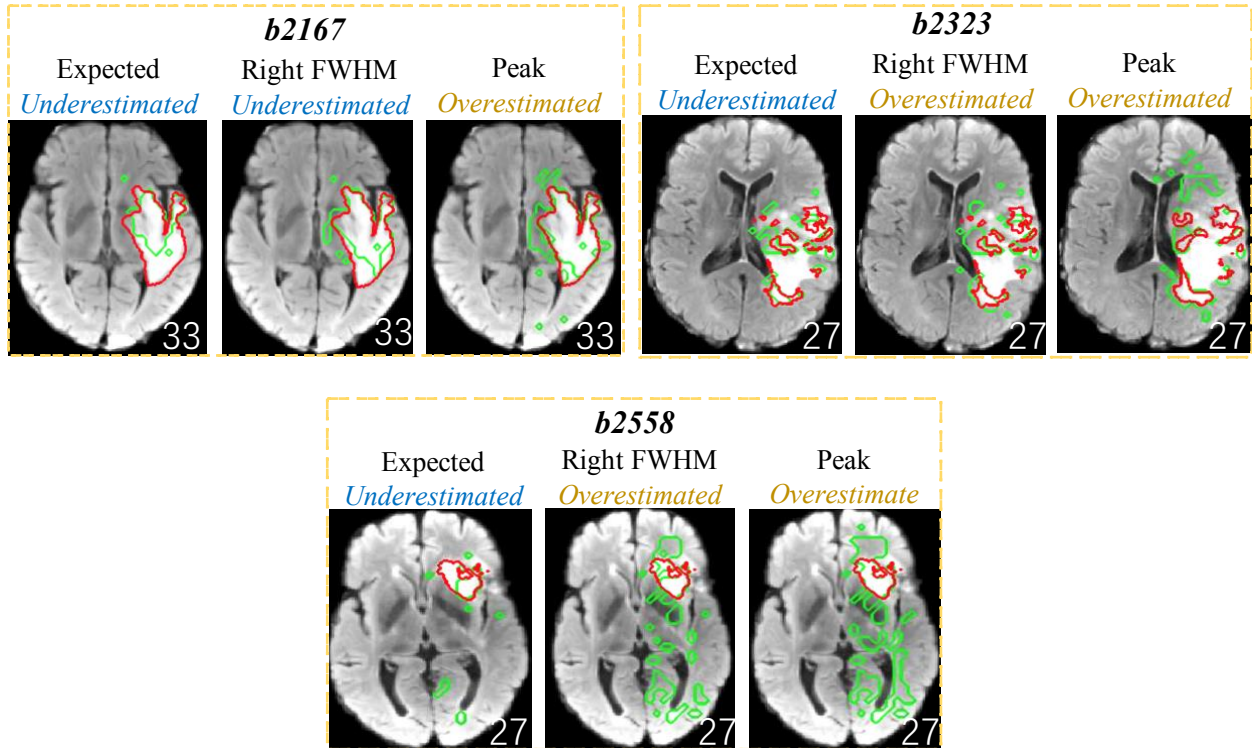 b2167
Expected Right FWHM Peak
Underestimated Underestimated Overestimated
33 33 33
b2323
Expected Right FWHM Peak
Underestimated Overestimated Overestimated
27 27 27
b2558
Expected Right FWHM Peak
Underestimated Overestimated Overestimate
27 27 27